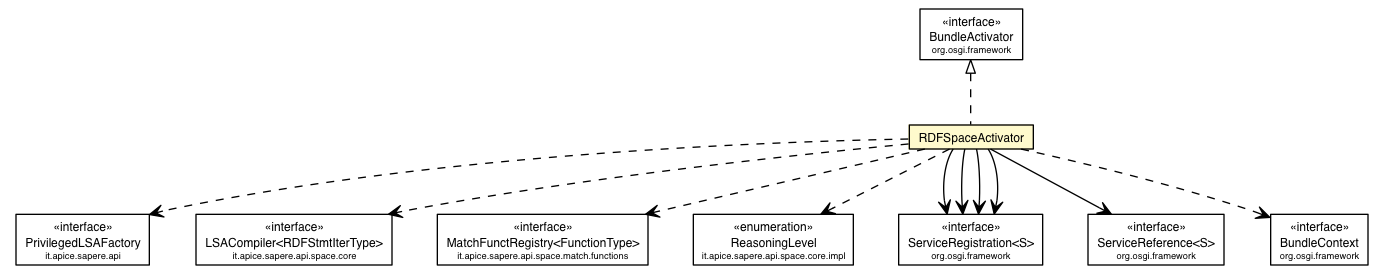 «interface»
BundleActivator
org.osgi.framework
RDFSpaceActivator
«interface»
PrivilegedLSAFactory
it.apice.sapere.api
«interface»
LSACompiler<RDFStmtIterType>
it.apice.sapere.api.space.core
«interface»
MatchFunctRegistry<FunctionType>
it.apice.sapere.api.space.match.functions
«enumeration»
ReasoningLevel
it.apice.sapere.api.space.core.impl
«interface»
ServiceRegistration<S>
org.osgi.framework
«interface»
ServiceReference<S>
org.osgi.framework
«interface»
BundleContext
org.osgi.framework